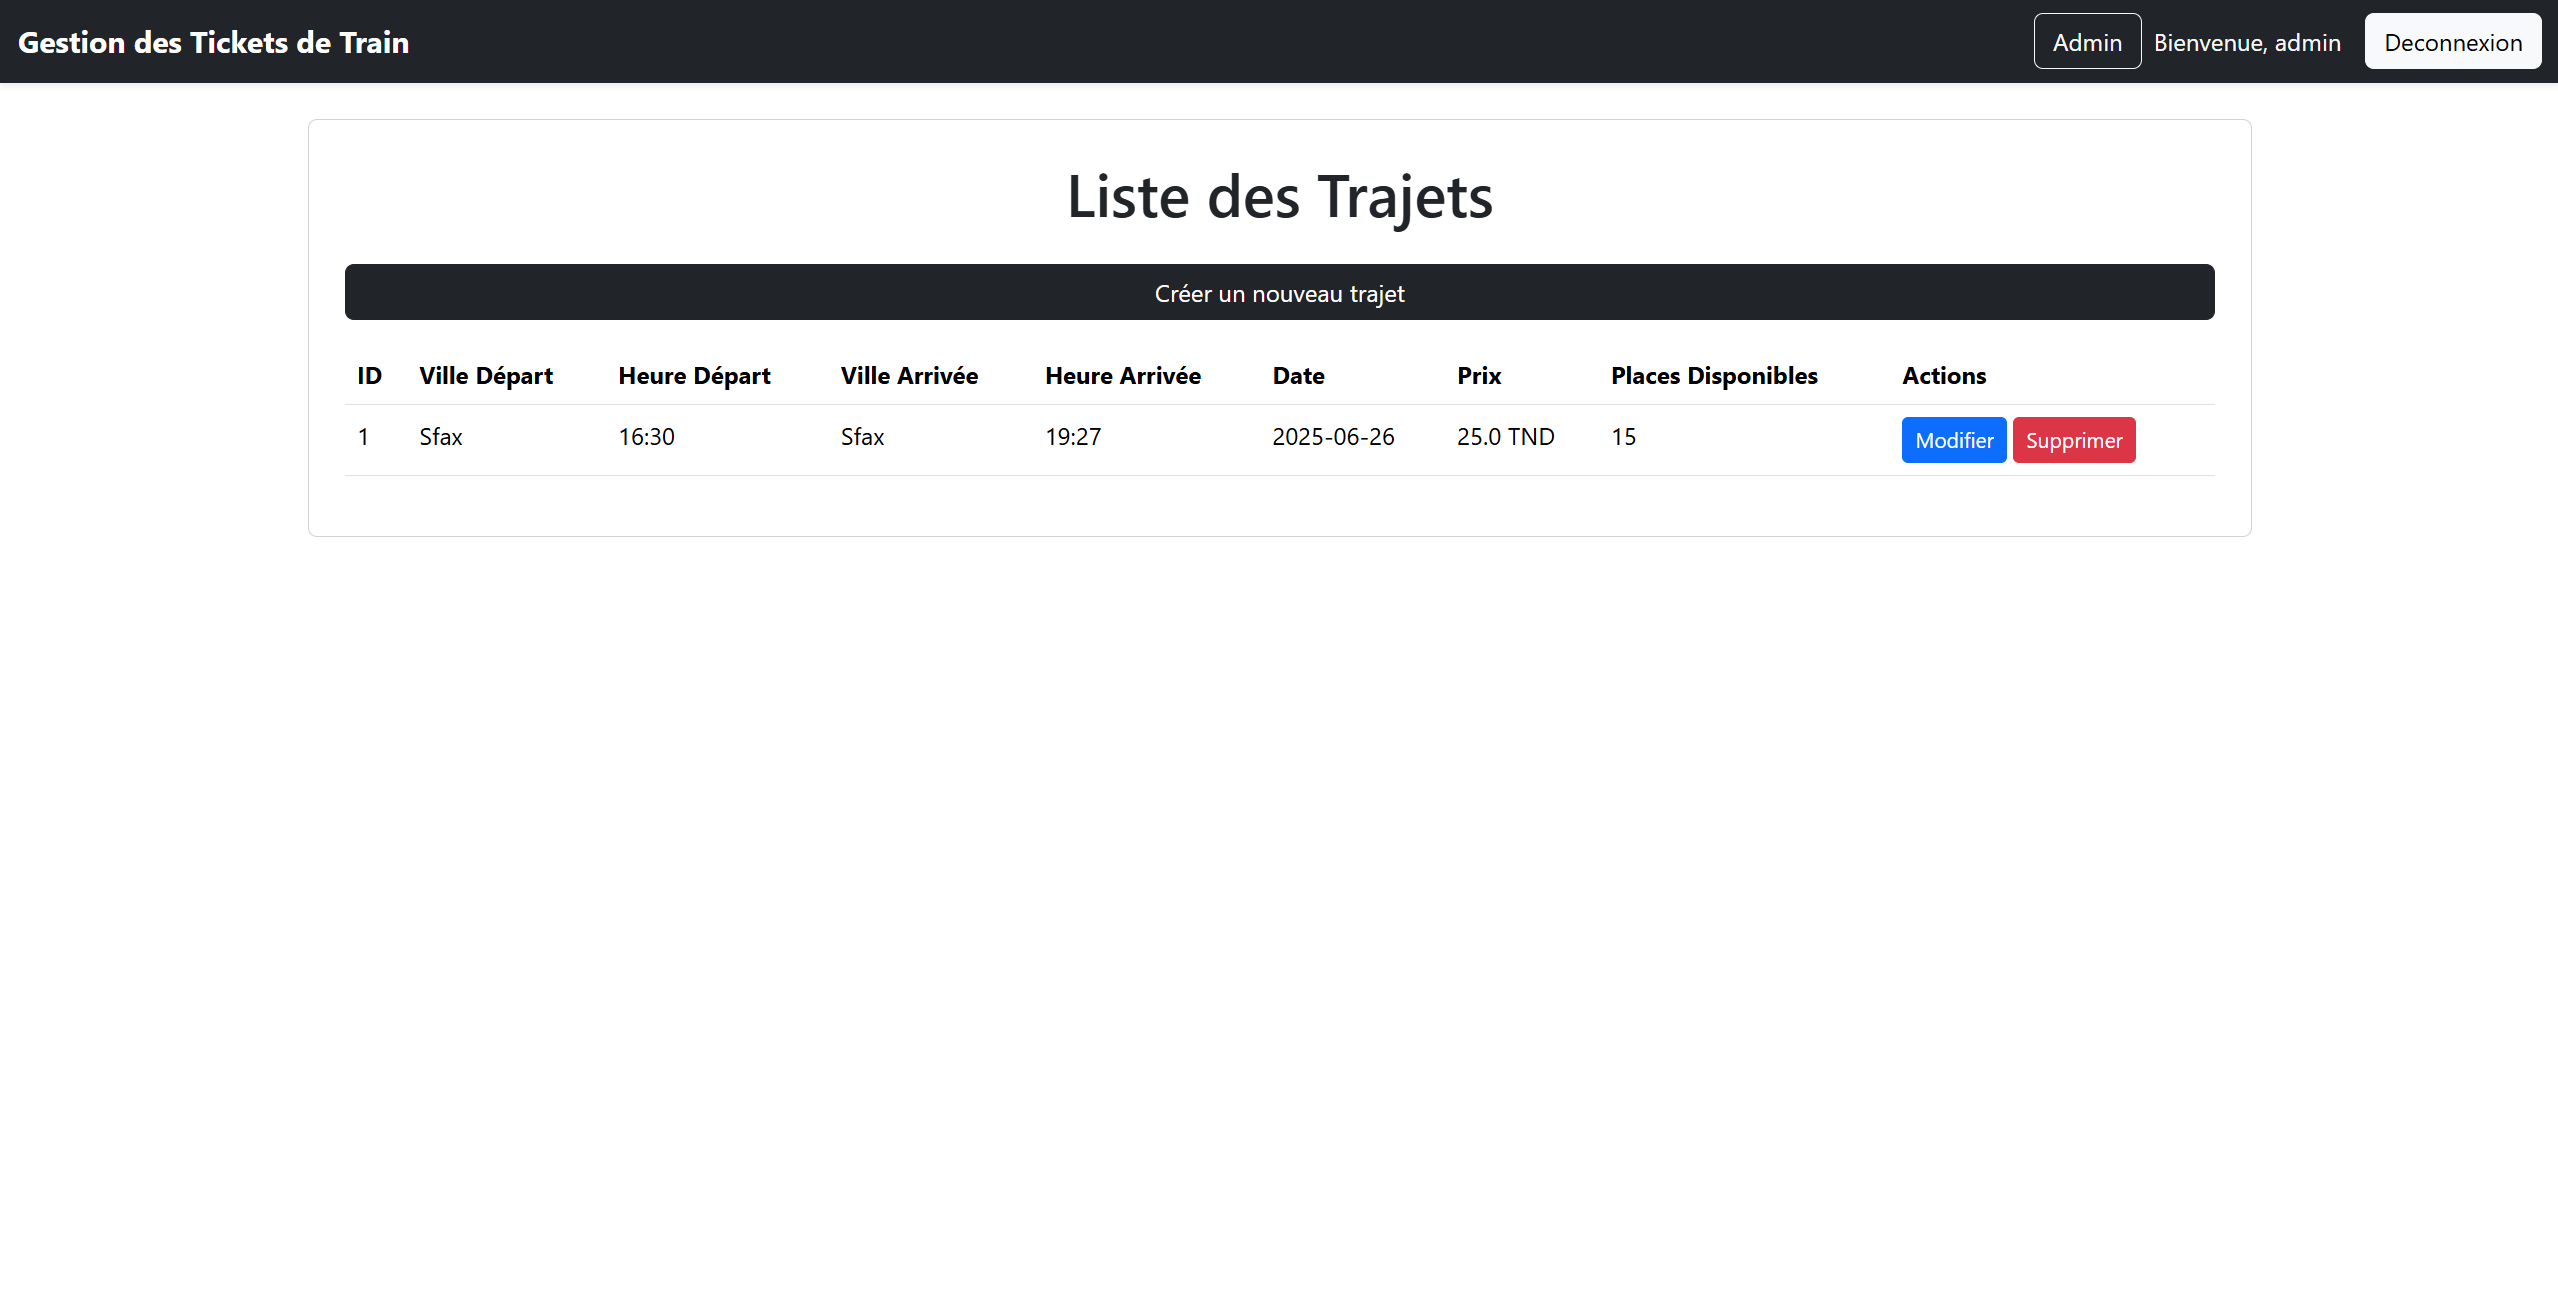 Gestion des Tickets de Train Admin Bienvenue, admin Deconnexion
Liste des Trajets
Créer un nouveau trajet
ID Ville Départ Heure Départ Ville Arrivée Heure Arrivée Date Prix Places Disponibles Actions
1 Sfax 16:30 Sfax 19:27 2025-06-26 25.0 TND 15 Modifier Supprimer